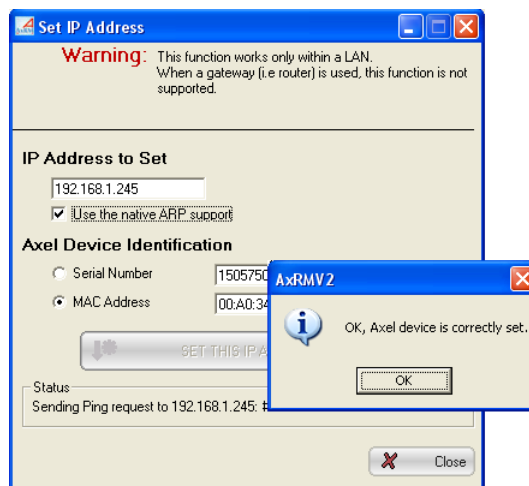 Set IP Address
Warning: This function works only within a LAN.
When a gateway (i.e router) is used, this function is not
supported.
IP Address to Set
192.168.1.245
Use the native ARP support
Axel Device Identification
Serial Number 1505750
MAC Address 00:A0:34
SET THIS IP A
Status
Sending Ping request to 192.168.1.245: #
Close
AxRMV2
OK, Axel device is correctly set.
OK